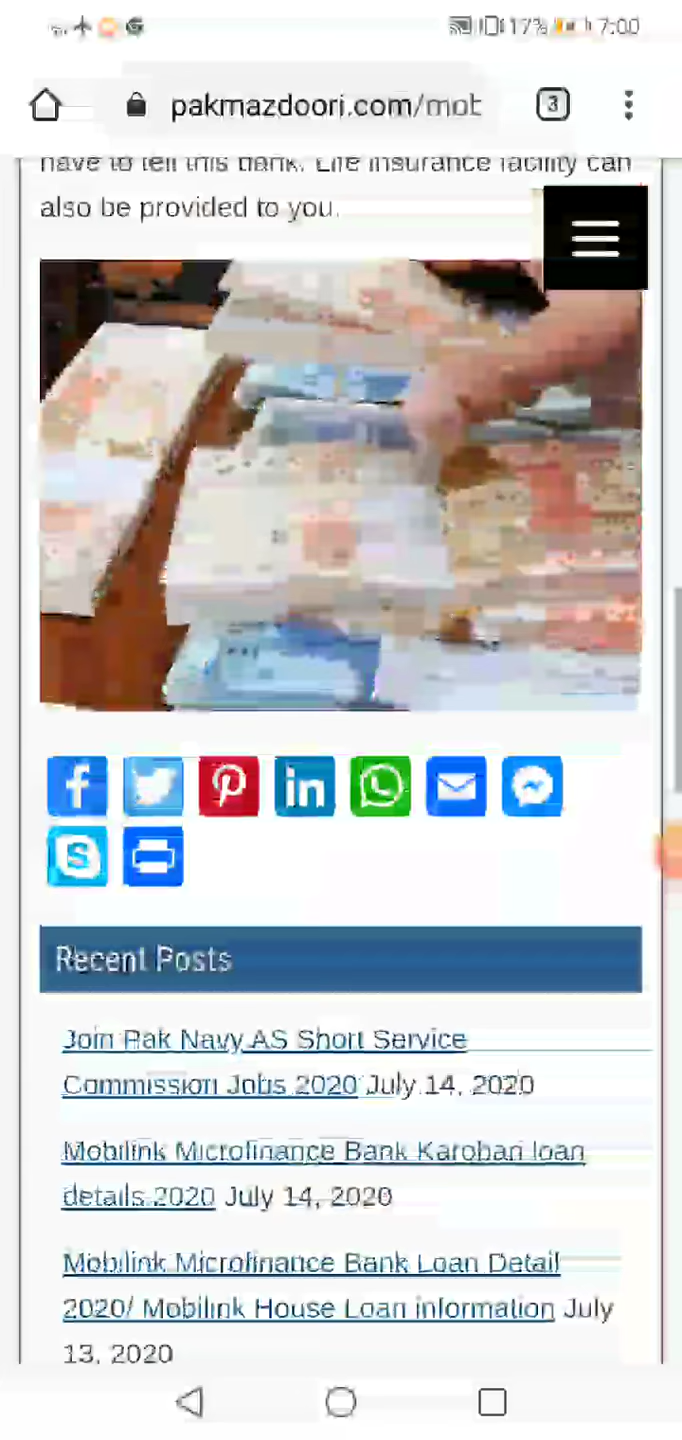 17% 7:00
pakmazdoori.com/mot 3
have to tell this bank. Life insurance facility can
also be provided to you.
Recent Posts
Join Pak Navy AS Short Service
Commission Jobs 2020 July 14, 2020
Mobilink Microfinance Bank Karobari loan
details 2020 July 14, 2020
Mobilink Microfinance Bank Loan Detail
2020/ Mobilink House Loan information July
13, 2020